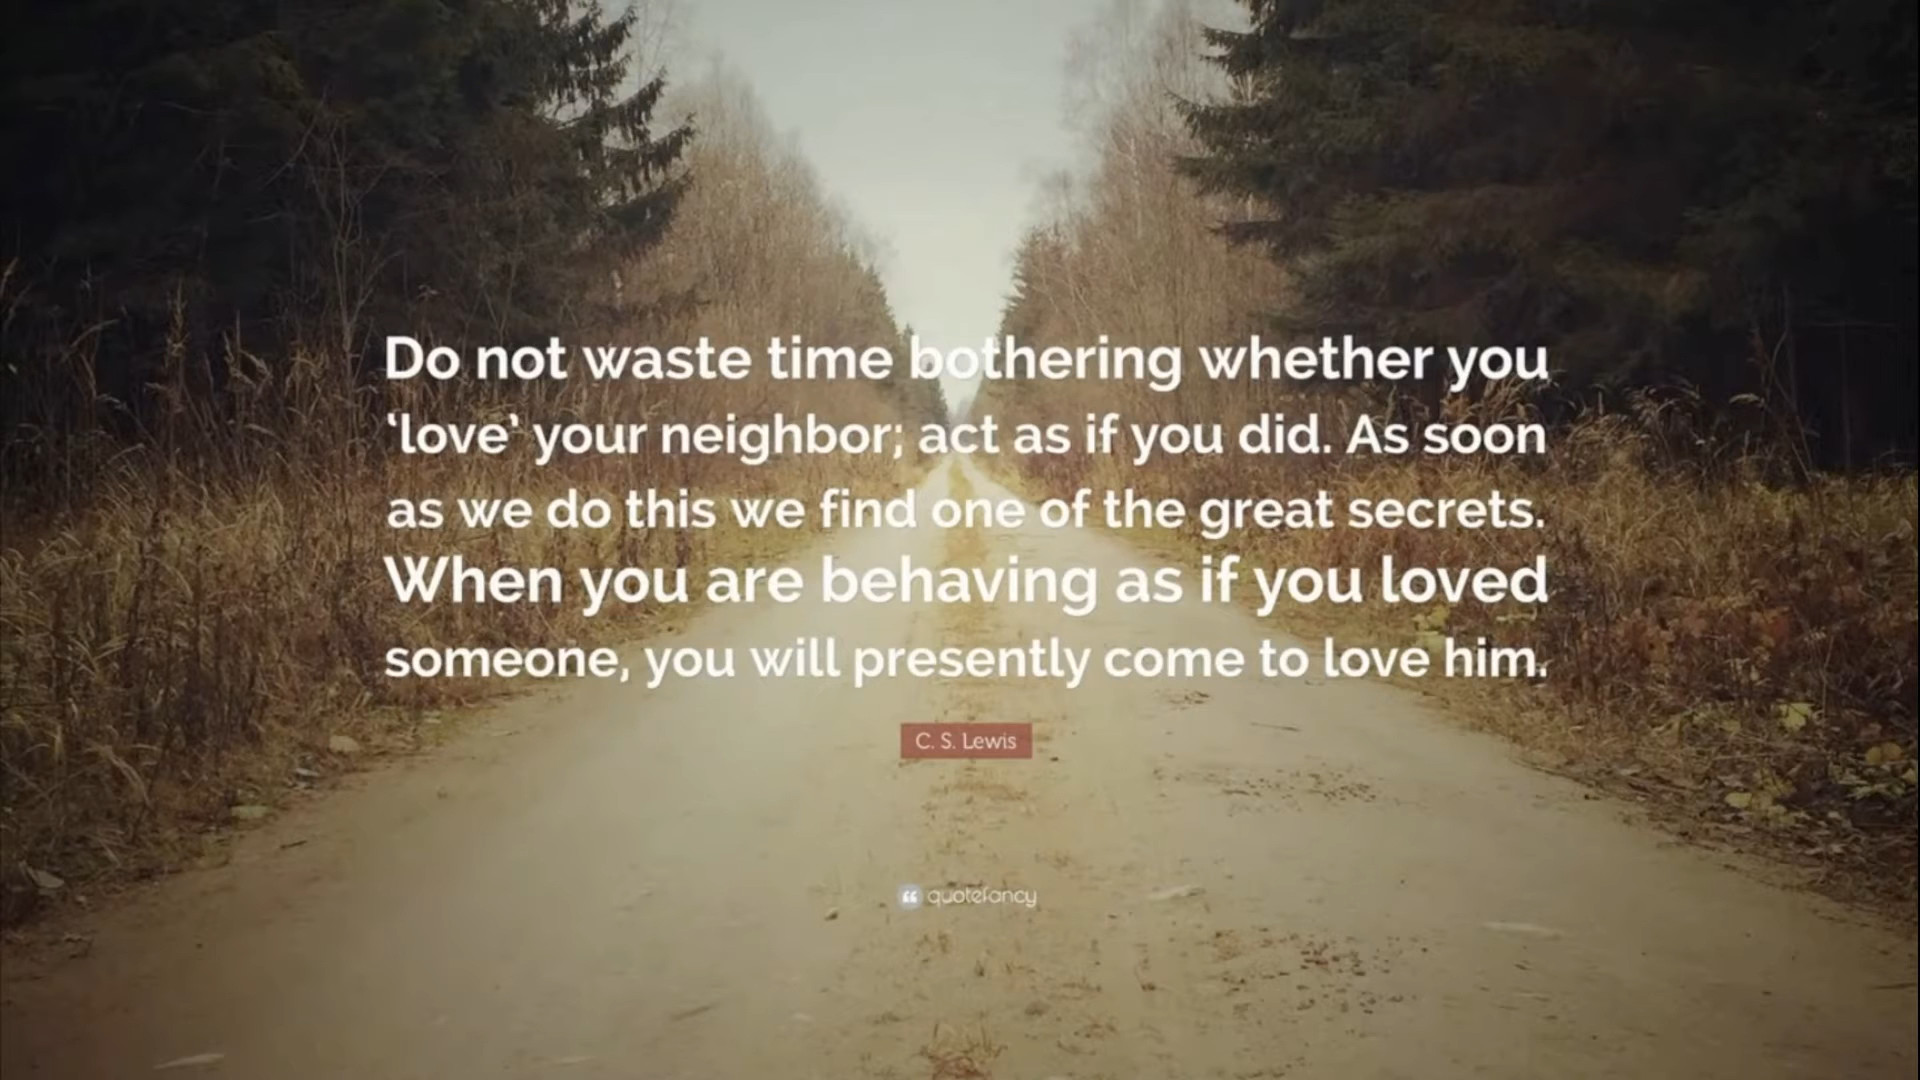 Do not waste time bothering whether you
‘love’ your neighbor; act as if you did. As soon
as we do this we find one of the great secrets.
When you are behaving as if you loved
someone, you will presently come to love him.
C. S. Lewis
“ quotefancy